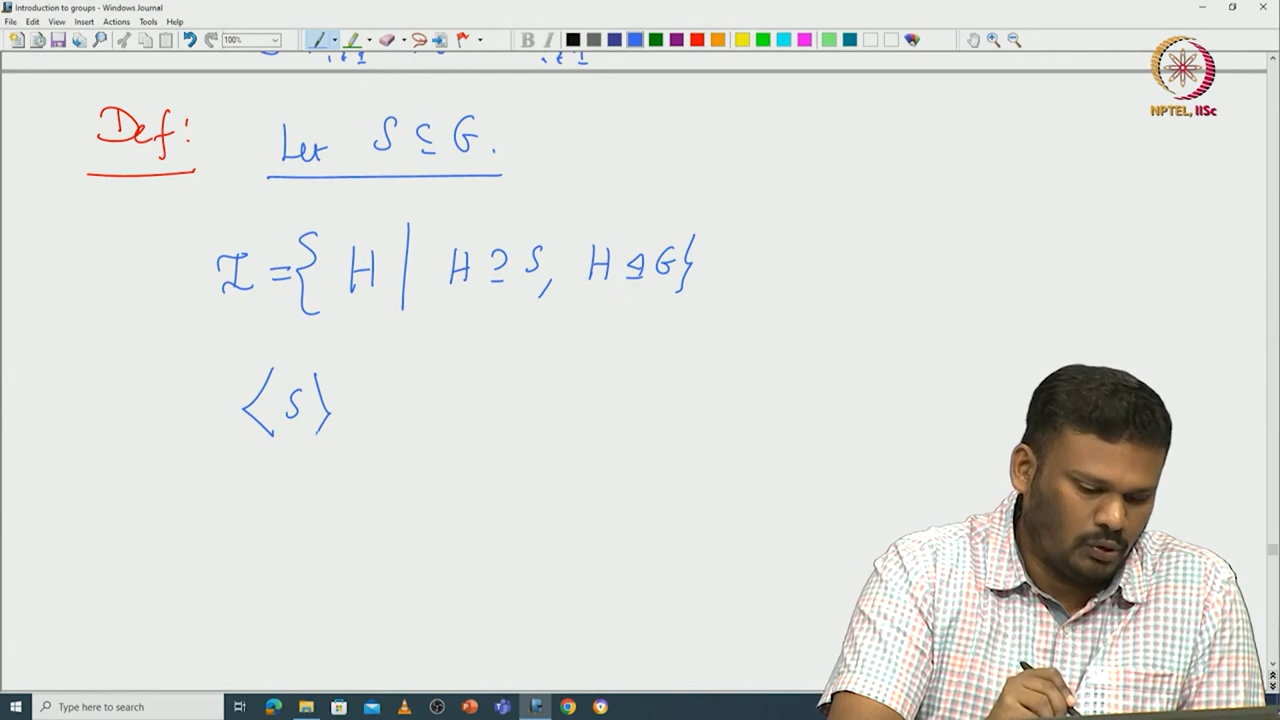 Introduction to groups - Windows Journal
File Edit View Insert Actions Tools Help
100%
NPTEL, IISc
Def: Let S ⊆ G.
I = { H | H ⊇ S, H ⊴ G}
⟨S⟩
Type here to search